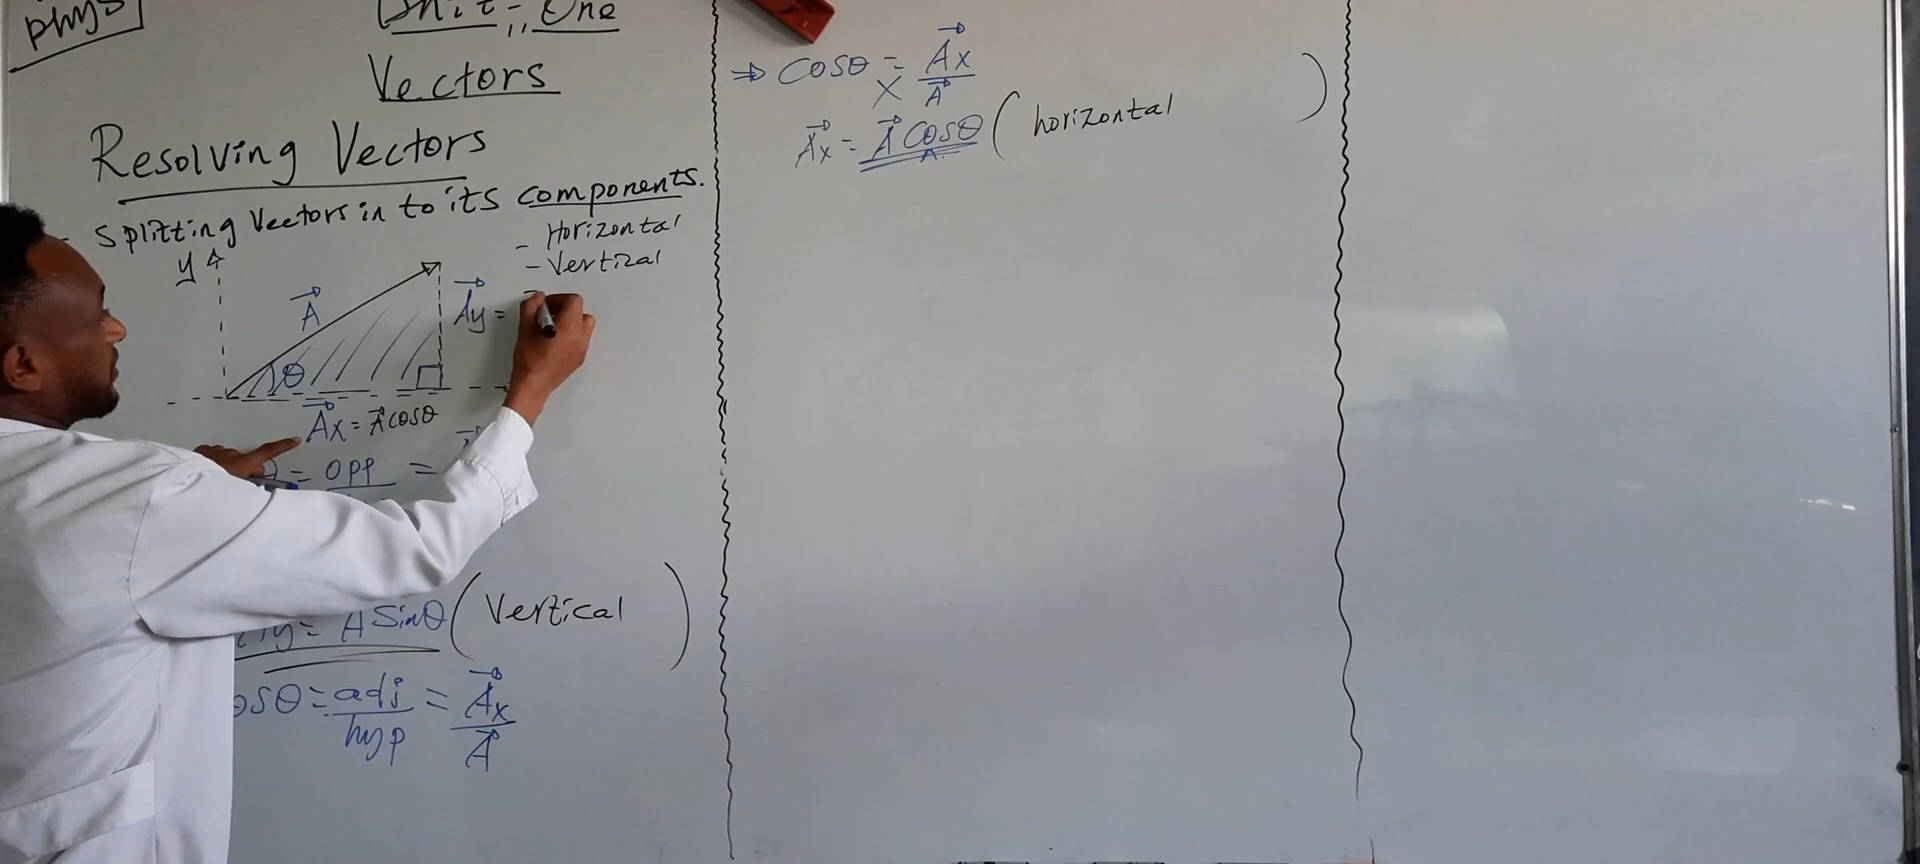 phys
Unit - One
Vectors
Resolving Vectors
- Splitting Vectors in to its components.
- Horizontal
- Vertical
y
A
Ay =
θ
Ax = A cosθ
= opp =
Ay = A Sinθ ( Vertical )
osθ = adj = Ax
hyp A
⇒ Cosθ = Ax
A
Ax = A Cosθ ( horizontal )